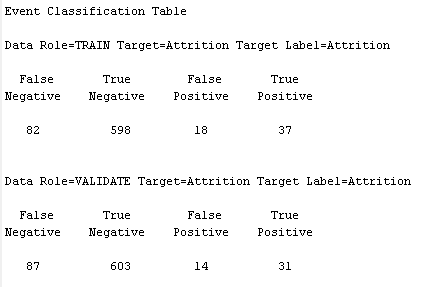 Event Classification Table
Data Role=TRAIN Target=Attrition Target Label=Attrition
False True False True
Negative Negative Positive Positive
82 598 18 37
Data Role=VALIDATE Target=Attrition Target Label=Attrition
False True False True
Negative Negative Positive Positive
87 603 14 31